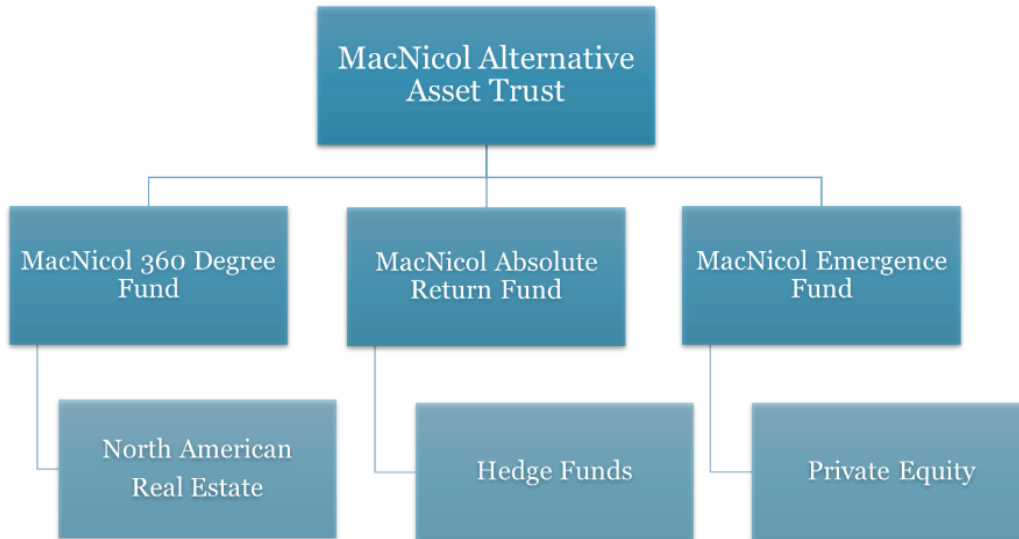 MacNicol Alternative
Asset Trust
MacNicol 360 Degree
Fund
MacNicol Absolute
Return Fund
MacNicol Emergence
Fund
North American
Real Estate
Hedge Funds
Private Equity